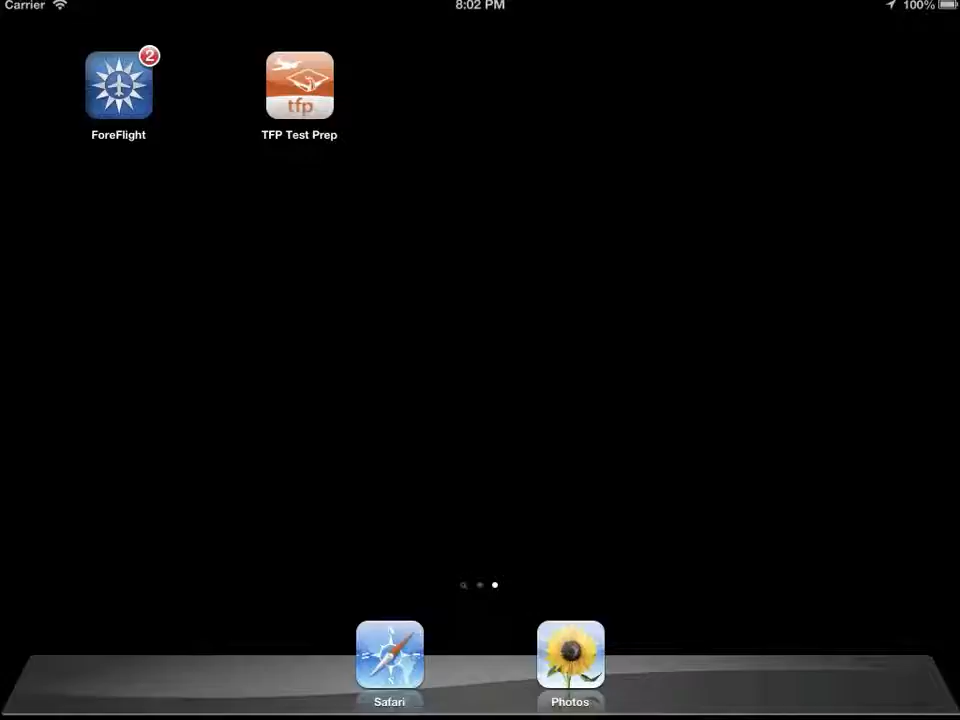 Carrier 8:02 PM 100%
2
tfp
ForeFlight TFP Test Prep
N
Safari Photos